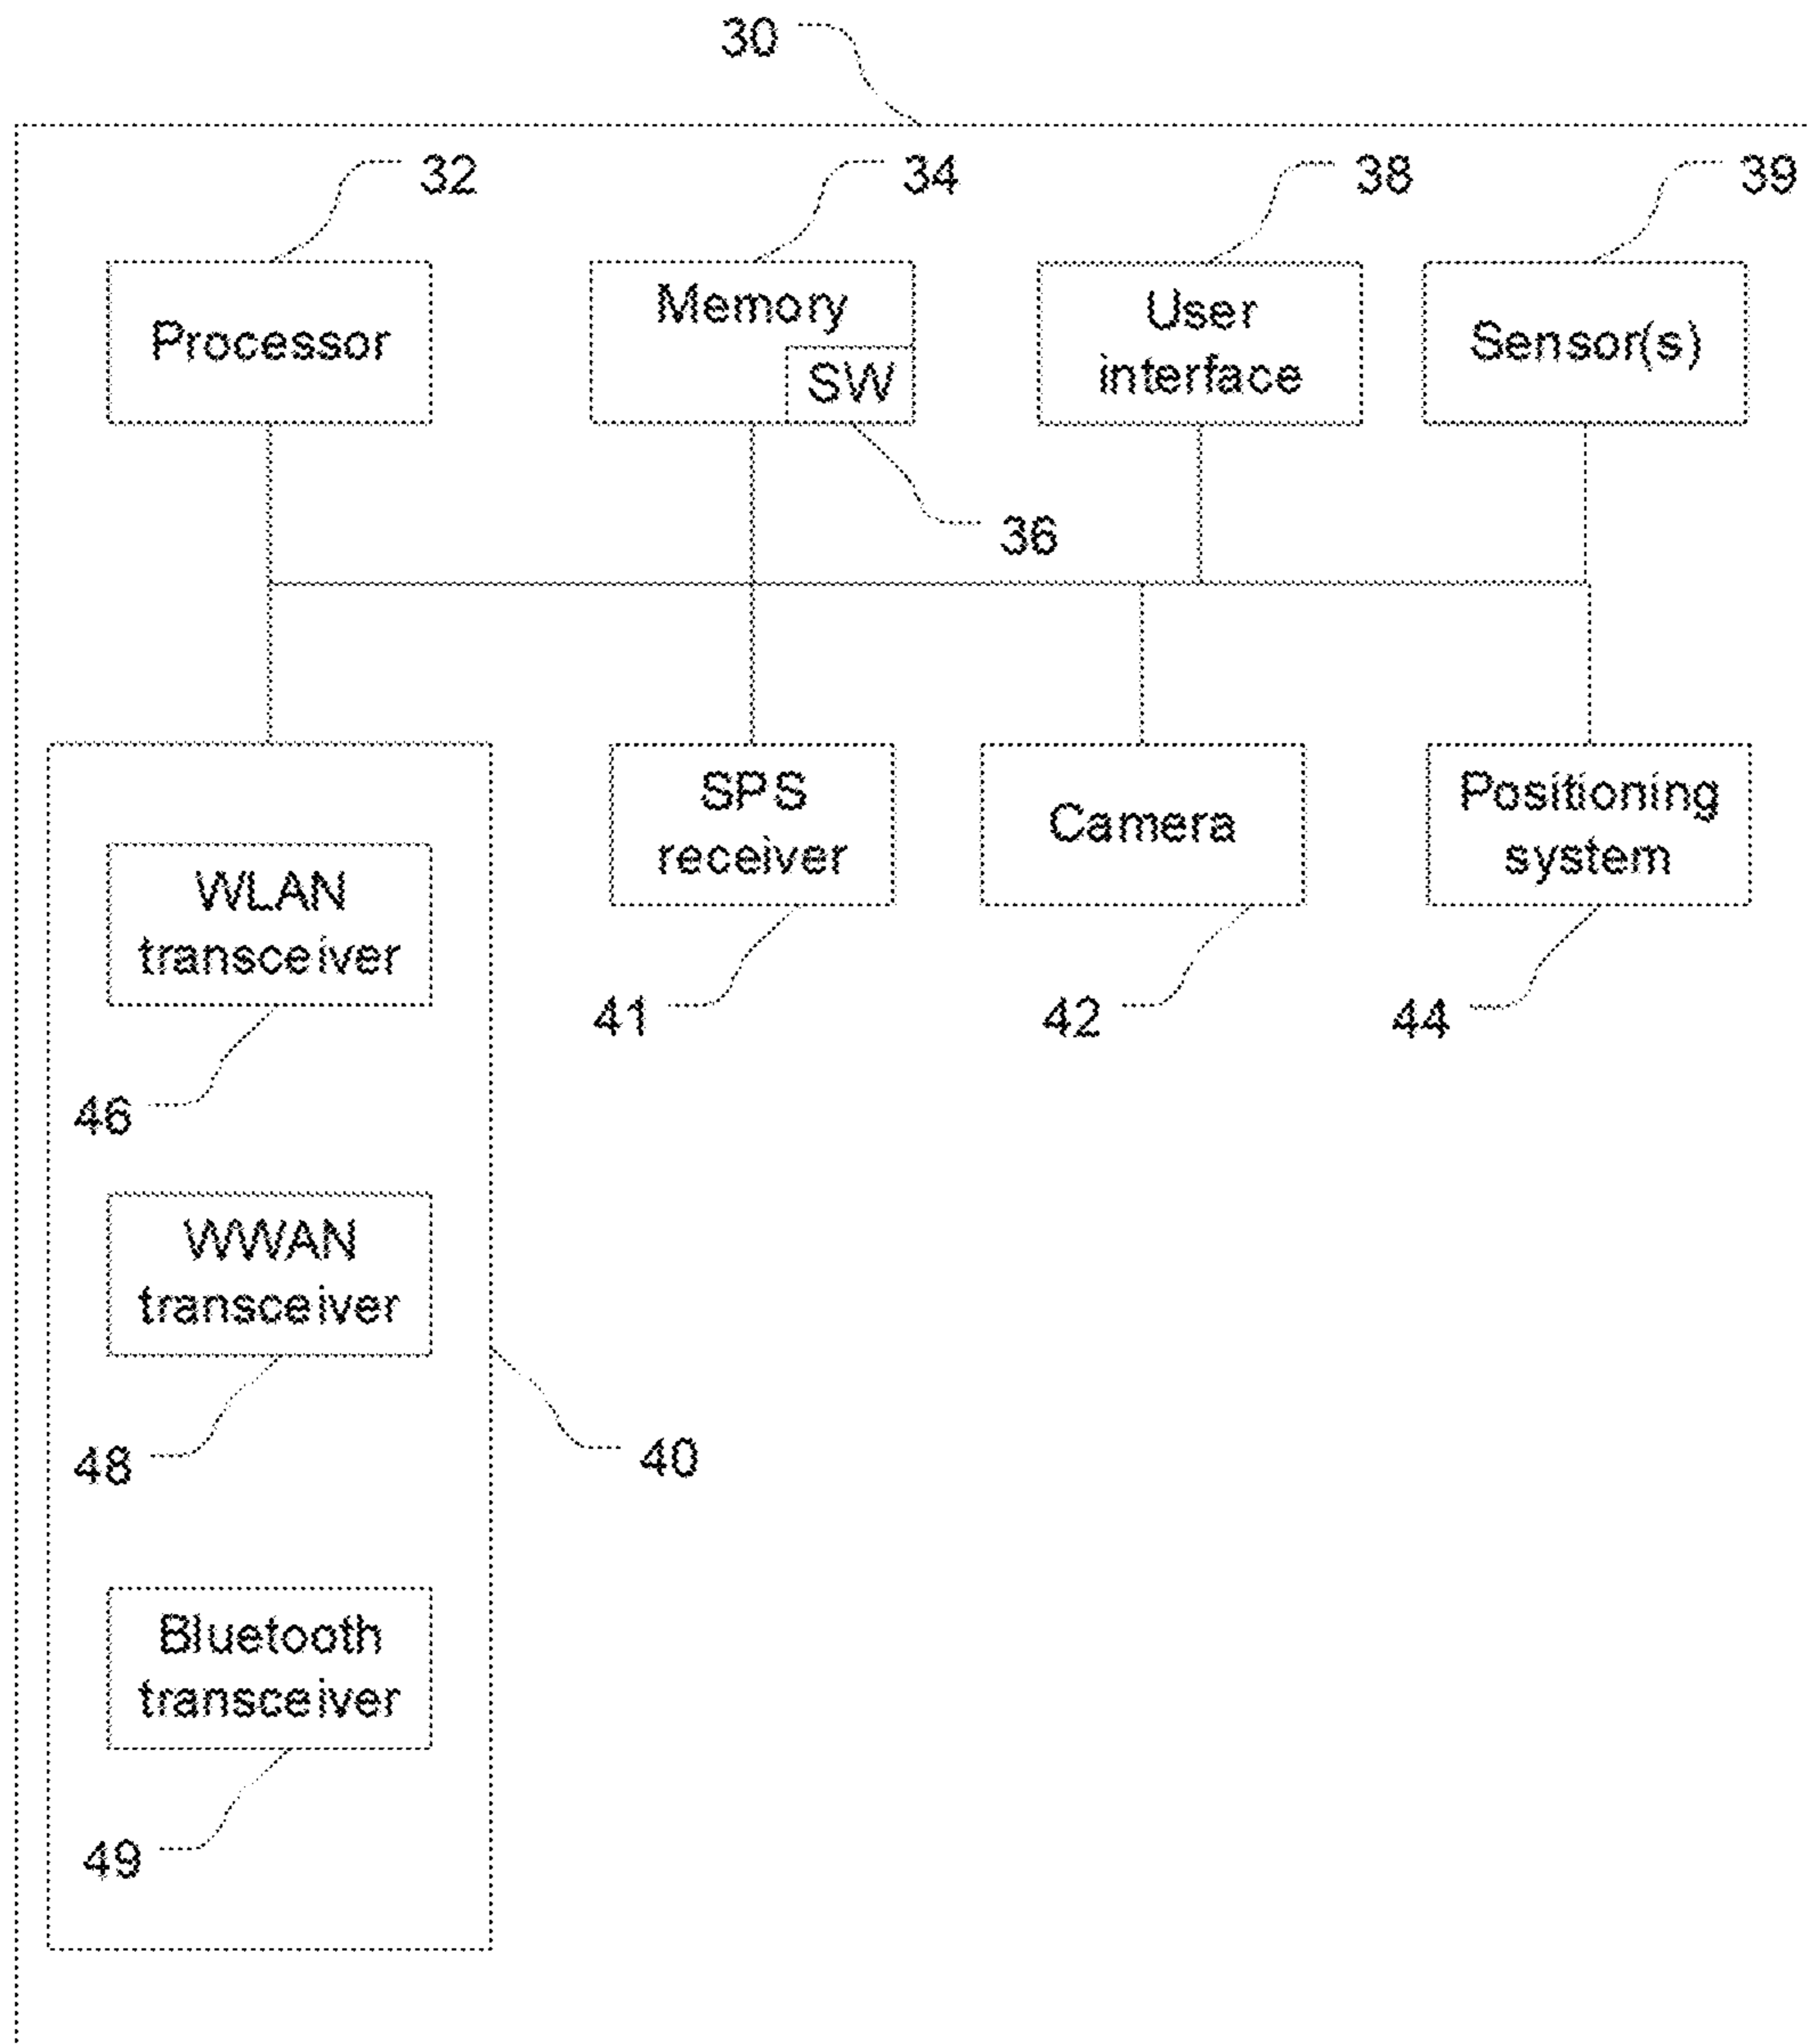 30
32
34
38
39
Processor
Memory
SW
User
interface
Sensor(s)
36
SPS
receiver
Camera
Positioning
system
41
42
44
WLAN
transceiver
46
WWAN
transceiver
48
40
Bluetooth
transceiver
49